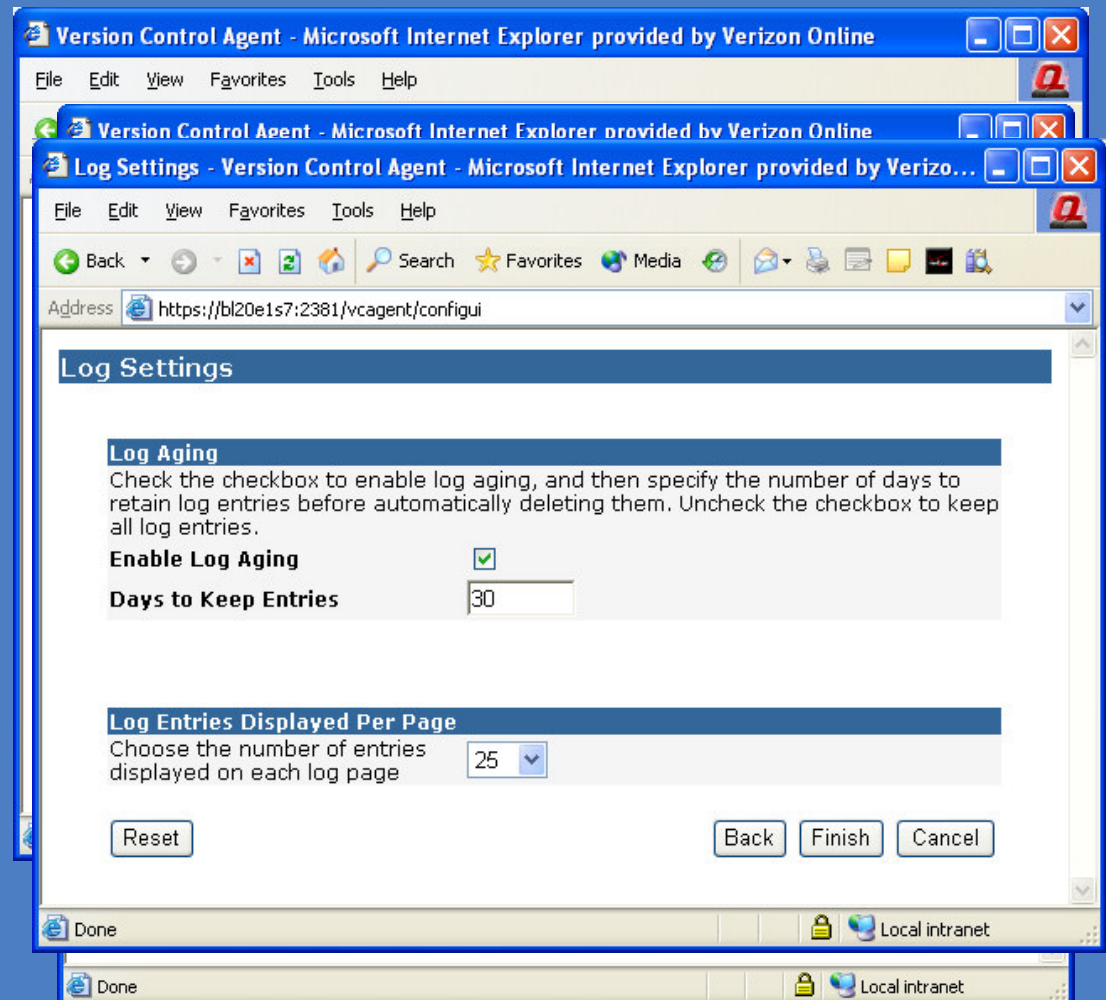 Version Control Agent - Microsoft Internet Explorer provided by Verizon Online
File Edit View Favorites Tools Help
Version Control Agent - Microsoft Internet Explorer provided by Verizon Online
Log Settings - Version Control Agent - Microsoft Internet Explorer provided by Verizo...
File Edit View Favorites Tools Help
Back Search Favorites Media
Address https://bl20e1s7:2381/vcagent/configui
Log Settings
Log Aging
Check the checkbox to enable log aging, and then specify the number of days to
retain log entries before automatically deleting them. Uncheck the checkbox to keep
all log entries.
Enable Log Aging
Days to Keep Entries 30
Log Entries Displayed Per Page
Choose the number of entries
displayed on each log page
25
Reset Back Finish Cancel
Done Local intranet
Done Local intranet